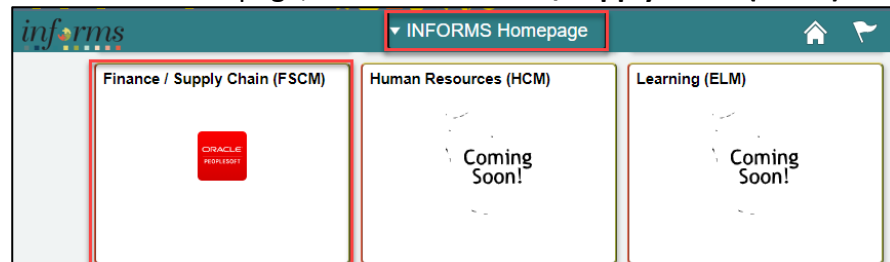 informs
INFORMS Homepage
Finance / Supply Chain (FSCM)
Human Resources (HCM)
Learning (ELM)
ORACLE
PEOPLESOFT
Coming
Soon!
Coming
Soon!